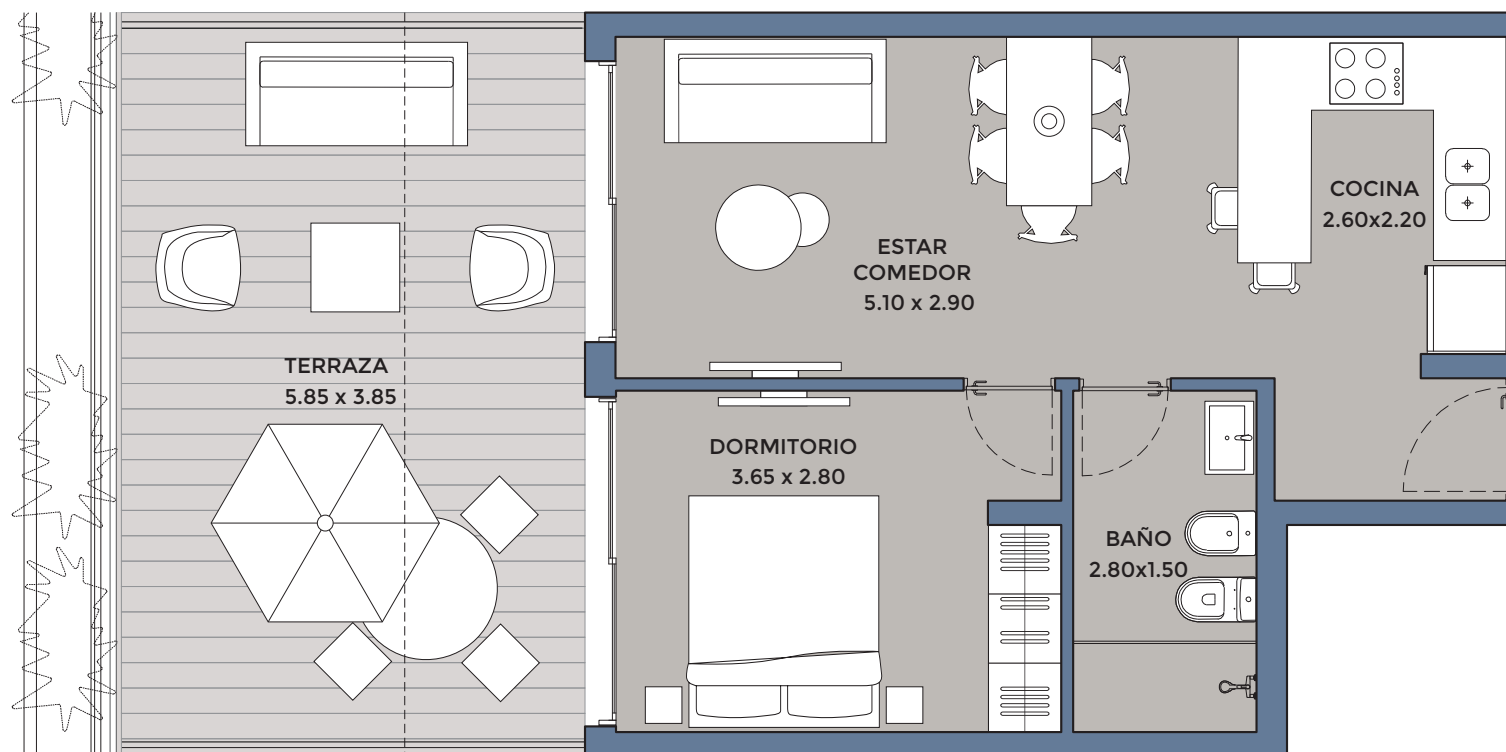 COCINA
2.60x2.20
ESTAR
COMEDOR
5.10 x 2.90
TERRAZA
5.85 x 3.85
DORMITORIO
3.65 x 2.80
BAÑO
2.80x1.50